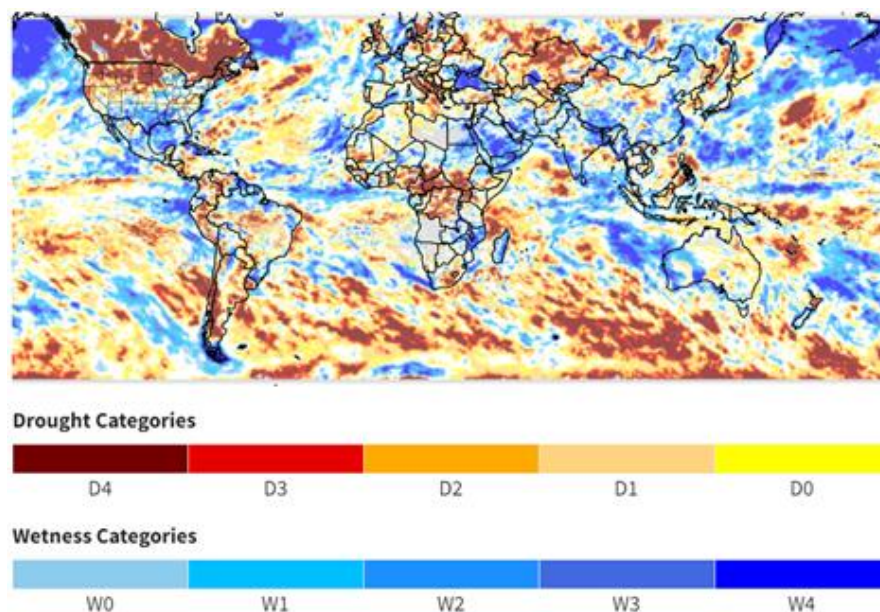 Drought Categories
D4 D3 D2 D1 D0
Wetness Categories
W0 W1 W2 W3 W4